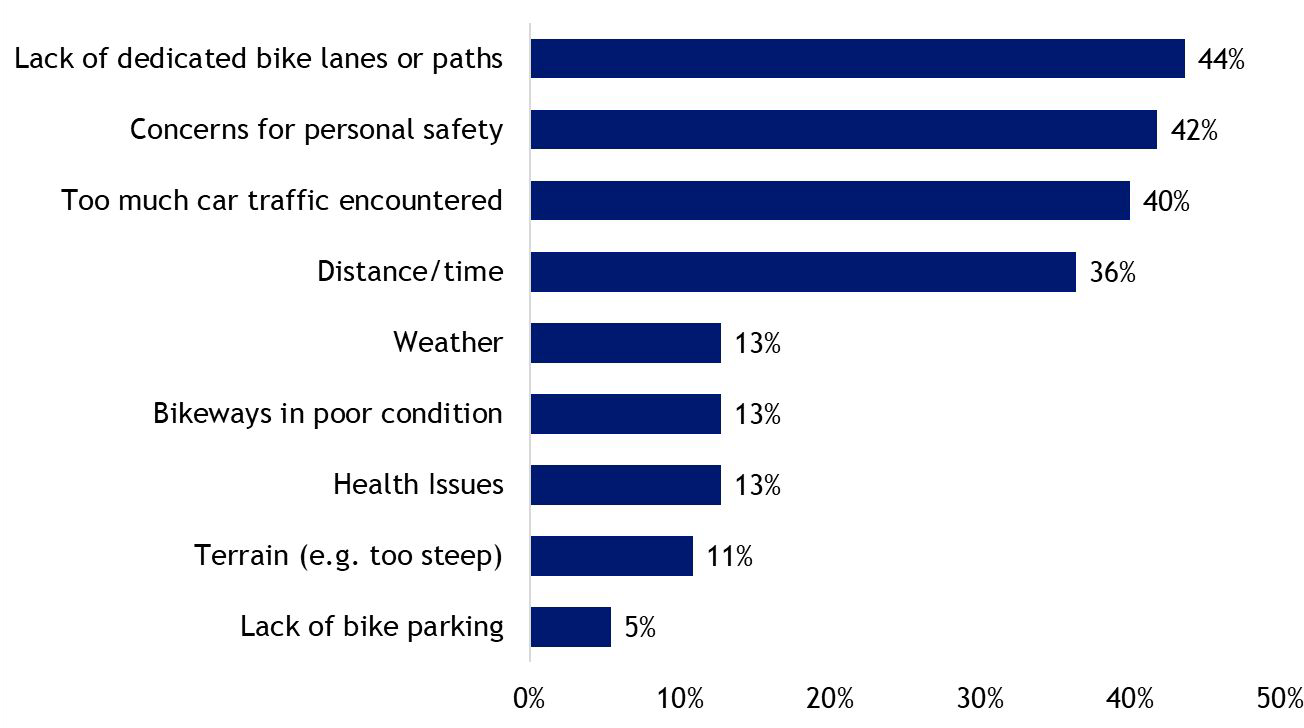 Lack of dedicated bike lanes or paths 44%
Concerns for personal safety 42%
Too much car traffic encountered 40%
Distance/time 36%
Weather 13%
Bikeways in poor condition 13%
Health Issues 13%
Terrain (e.g. too steep) 11%
Lack of bike parking 5%
0% 10% 20% 30% 40% 50%